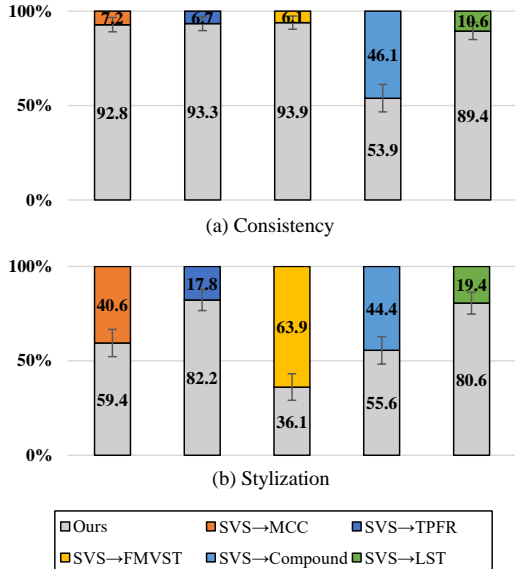 100%
7.2 6.7 6.1 46.1 10.6
50%
92.8 93.3 93.9 53.9 89.4
0%
(a) Consistency
100%
40.6 17.8 63.9 44.4 19.4
50%
59.4 82.2 36.1 55.6 80.6
0%
(b) Stylization
Ours SVS→MCC SVS→TPFR
SVS→FMVST SVS→Compound SVS→LST